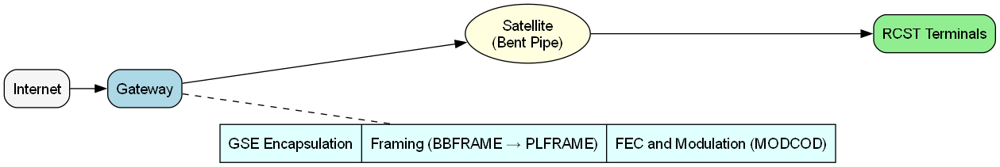 Internet
Gateway
Satellite
(Bent Pipe)
RCST Terminals
GSE Encapsulation
Framing (BBFRAME → PLFRAME)
FEC and Modulation (MODCOD)